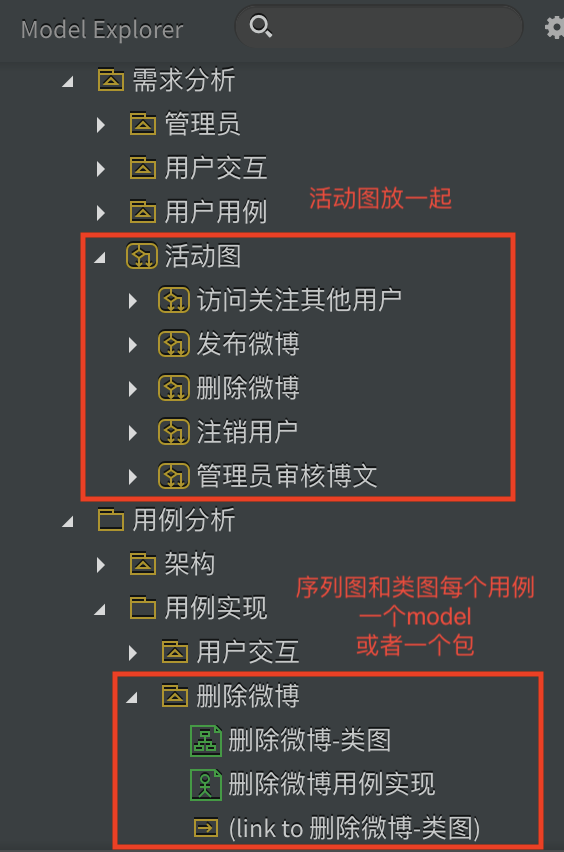 Model Explorer
需求分析
管理员
用户交互
用户用例
活动图放一起
活动图
访问关注其他用户
发布微博
删除微博
注销用户
管理员审核博文
用例分析
架构
序列图和类图每个用例
一个model
或者一个包
用例实现
用户交互
删除微博
删除微博-类图
删除微博用例实现
(link to 删除微博-类图)